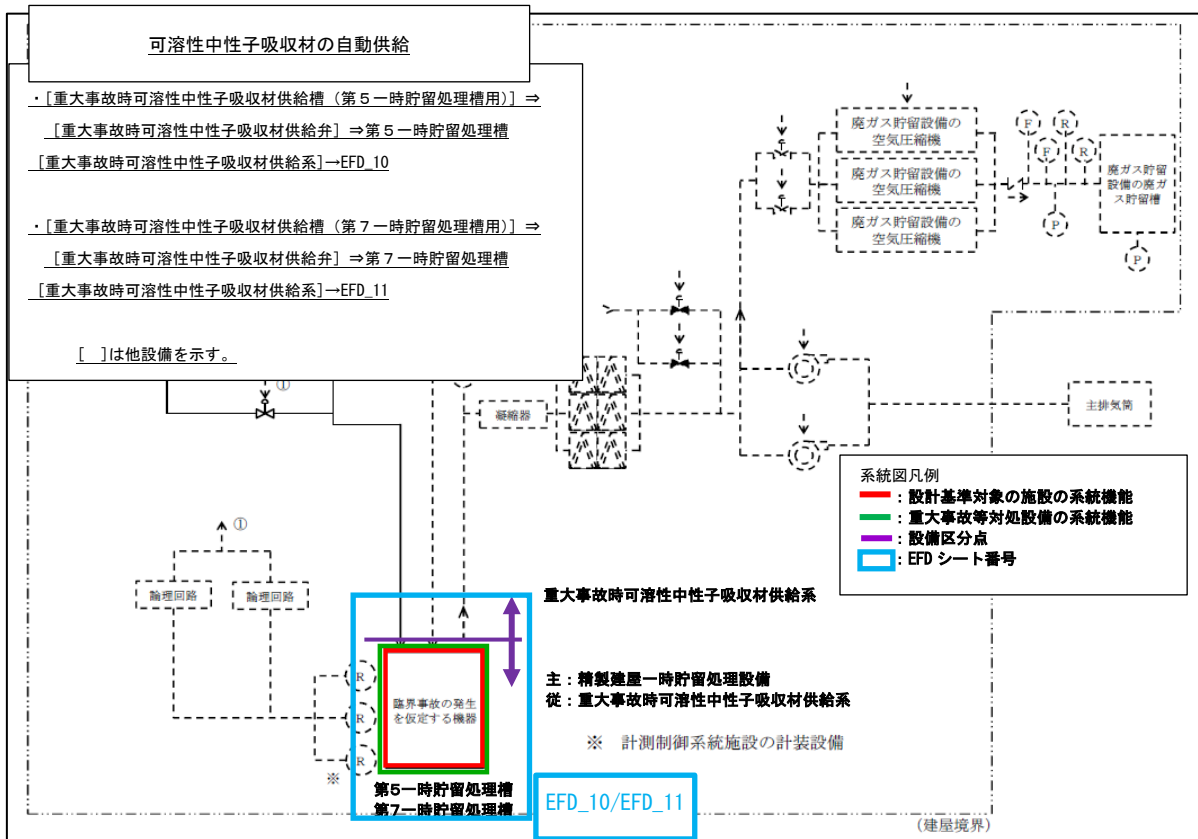 可溶性中性子吸収材の自動供給
・[重大事故時可溶性中性子吸収材供給槽（第５一時貯留処理槽用）] ⇒
[重大事故時可溶性中性子吸収材供給弁] ⇒第５一時貯留処理槽
[重大事故時可溶性中性子吸収材供給系]→EFD_10
・[重大事故時可溶性中性子吸収材供給槽（第７一時貯留処理槽用）] ⇒
[重大事故時可溶性中性子吸収材供給弁] ⇒第７一時貯留処理槽
[重大事故時可溶性中性子吸収材供給系]→EFD_11
[　]は他設備を示す。
廃ガス貯留設備の
空気圧縮機
廃ガス貯留設備の
空気圧縮機
廃ガス貯留設備の
空気圧縮機
F
R
F
R
P
P
廃ガス貯留
設備の廃ガ
ス貯留槽
①
凝縮器
主排気筒
系統図凡例
：設計基準対象の施設の系統機能
：重大事故等対処設備の系統機能
：設備区分点
：EFD シート番号
①
論理回路
論理回路
R
R
R
※
臨界事故の発生
を仮定する機器
重大事故時可溶性中性子吸収材供給系
主：精製建屋一時貯留処理設備
従：重大事故時可溶性中性子吸収材供給系
※　計測制御系統施設の計装設備
第5一時貯留処理槽
第7一時貯留処理槽
EFD_10/EFD_11
(建屋境界)